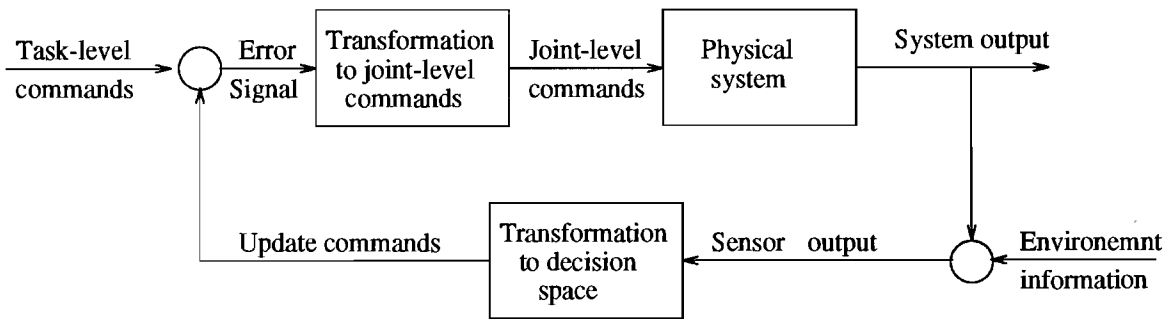 Task-level
commands
Error
Signal
Transformation
to joint-level
commands
Joint-level
commands
Physical
system
System output
Update commands
Transformation
to decision
space
Sensor output
Environemnt
information